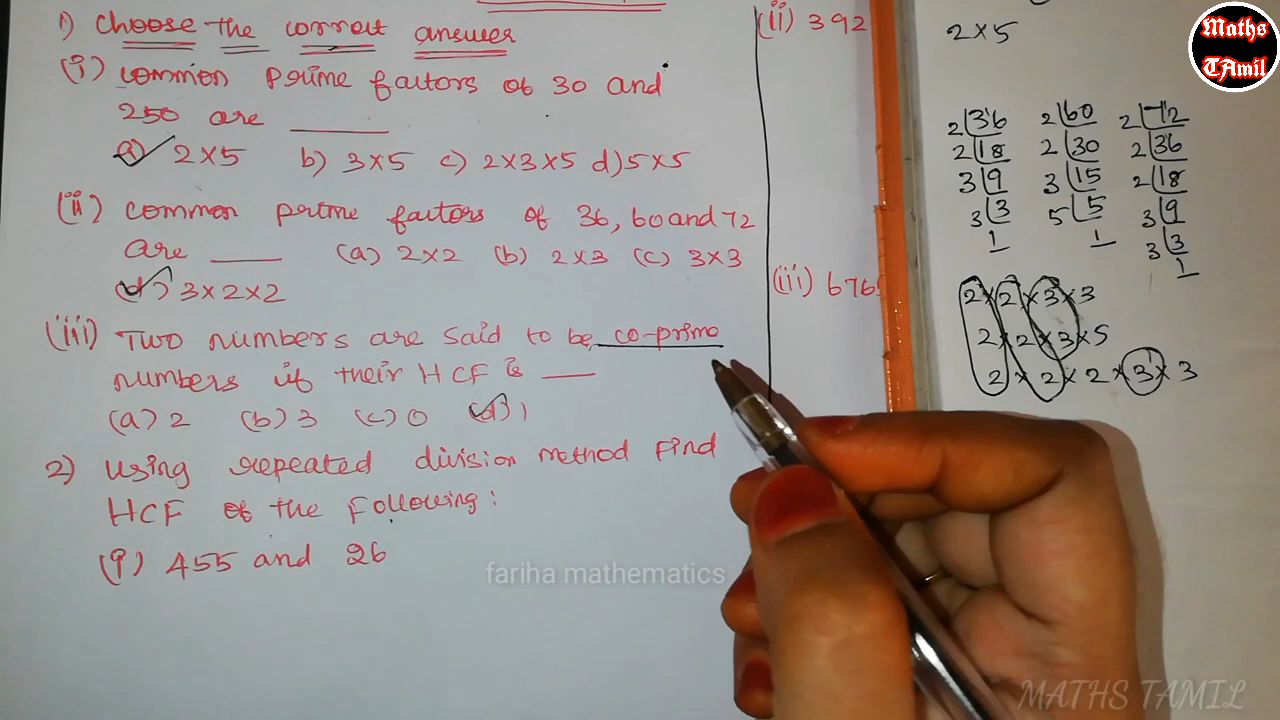 1) choose the correct answer
(i) common prime factors of 30 and
250 are ______
a) 2×5 b) 3×5 c) 2×3×5 d) 5×5
(ii) common prime factors of 36, 60 and 72
are ____ (a) 2×2 (b) 2×3 (c) 3×3
(d) 3×2×2
(iii) Two numbers are said to be co-prime
numbers if their HCF is ___
(a) 2 (b) 3 (c) 0 (d) 1
2) using repeated division method Find
HCF of the Following:
(i) 455 and 26
(ii) 392
(iii) 676
2×5
2 36
2 18
3 9
3 3
1
2 60
2 30
3 15
5 5
1
2 72
2 36
2 18
3 9
3 3
1
2×2×3×3
2×2×3×5
2×2×2×3×3
Maths
TAmil
fariha mathematics
MATHS TAMIL